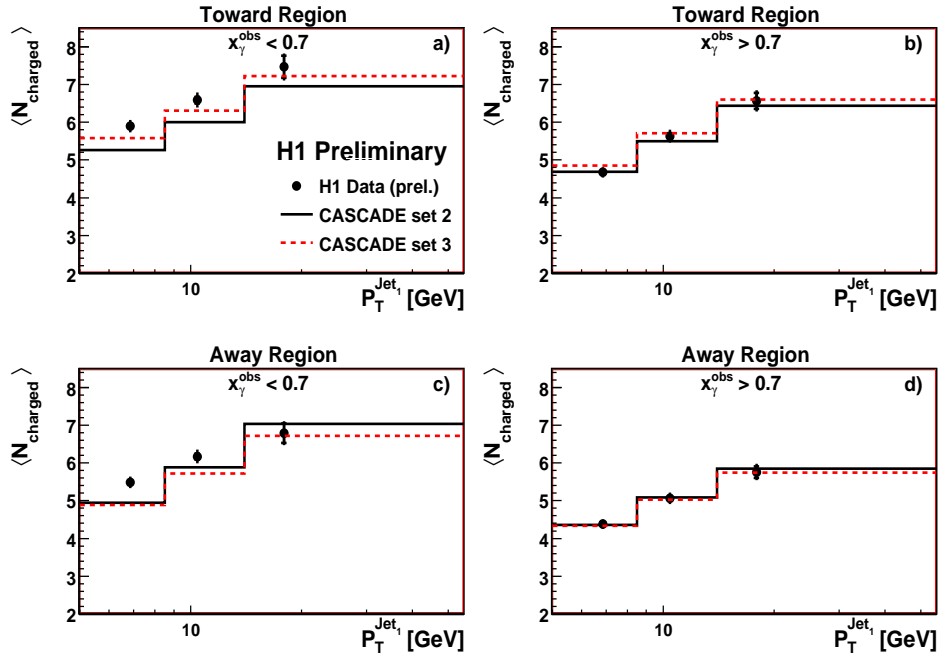 Toward Region
x_γ^obs < 0.7
a)
⟨N_charged⟩
8
7
6
5
4
3
2
H1 Preliminary
H1 Data (prel.)
CASCADE set 2
CASCADE set 3
10
P_T^Jet_1 [GeV]
Toward Region
x_γ^obs > 0.7
b)
⟨N_charged⟩
8
7
6
5
4
3
2
10
P_T^Jet_1 [GeV]
Away Region
x_γ^obs < 0.7
c)
⟨N_charged⟩
8
7
6
5
4
3
2
10
P_T^Jet_1 [GeV]
Away Region
x_γ^obs > 0.7
d)
⟨N_charged⟩
8
7
6
5
4
3
2
10
P_T^Jet_1 [GeV]